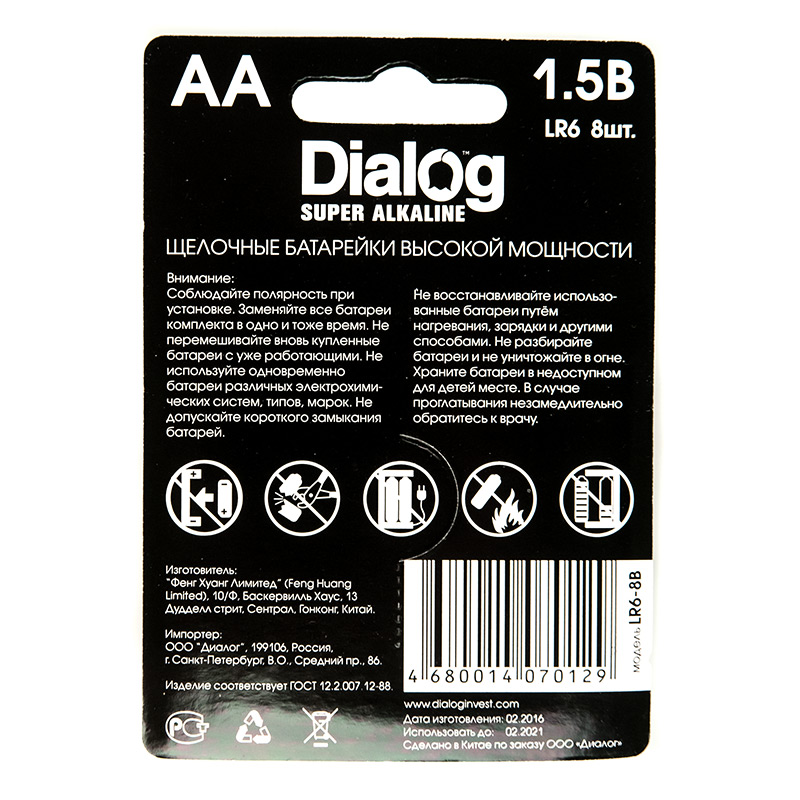 AA
1.5В
LR6 8шт.
Dialog™
SUPER ALKALINE
ЩЕЛОЧНЫЕ БАТАРЕЙКИ ВЫСОКОЙ МОЩНОСТИ
Внимание:
Соблюдайте полярность при
установке. Заменяйте все батареи
комплекта в одно и тоже время. Не
перемешивайте вновь купленные
батареи с уже работающими. Не
используйте одновременно
батареи различных электрохими-
ческих систем, типов, марок. Не
допускайте короткого замыкания
батарей.
Не восстанавливайте использо-
ванные батареи путём
нагревания, зарядки и другими
способами. Не разбирайте
батареи и не уничтожайте в огне.
Храните батареи в недоступном
для детей месте. В случае
проглатывания незамедлительно
обратитесь к врачу.
Изготовитель:
"Фенг Хуанг Лимитед" (Feng Huang
Limited), 10/Ф, Баскервилль Хаус, 13
Дудделл стрит, Сентрал, Гонконг, Китай.
Импортер:
ООО "Диалог", 199106, Россия,
г. Санкт-Петербург, В.О., Средний пр., 86.
Изделие соответствует ГОСТ 12.2.007.12-88.
4 680014 070129
модель LR6-8B
www.dialoginvest.com
Дата изготовления: 02.2016
Использовать до: 02.2021
Сделано в Китае по заказу ООО «Диалог»